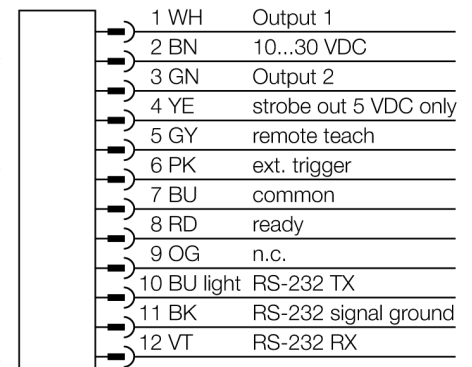 1 WH Output 1
2 BN 10...30 VDC
3 GN Output 2
4 YE strobe out 5 VDC only
5 GY remote teach
6 PK ext. trigger
7 BU common
8 RD ready
9 OG n.c.
10 BU light RS-232 TX
11 BK RS-232 signal ground
12 VT RS-232 RX